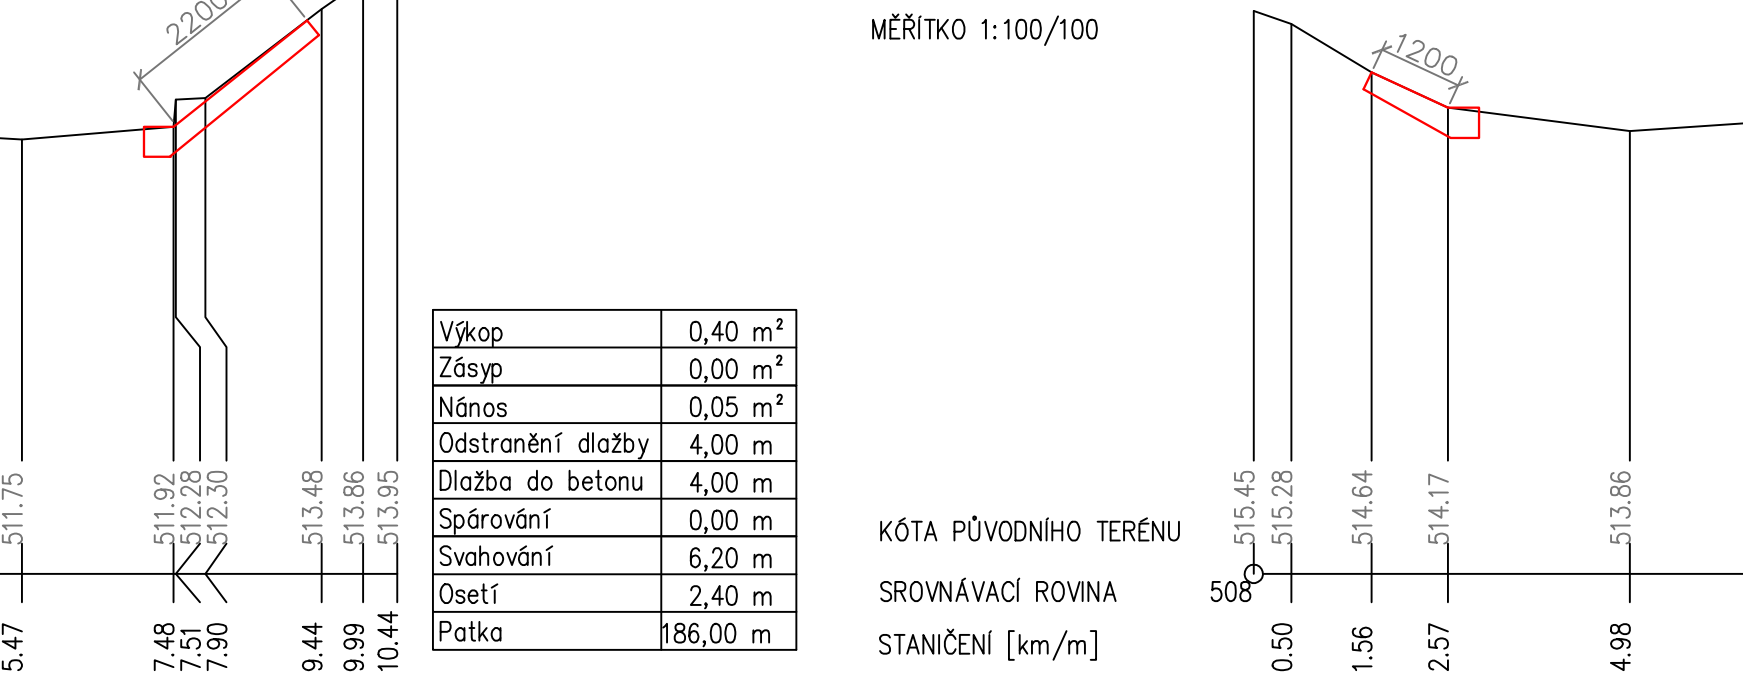 2200
511.75
511.92
512.28
512.30
513.48
513.86
513.95
5.47
7.48
7.51
7.90
9.44
9.99
10.44
Výkop 0,40 m²
Zásyp 0,00 m²
Nános 0,05 m²
Odstranění dlažby 4,00 m
Dlažba do betonu 4,00 m
Spárování 0,00 m
Svahování 6,20 m
Osetí 2,40 m
Patka 186,00 m
MĚŘÍTKO 1:100/100
1200
KÓTA PŮVODNÍHO TERÉNU
515.45
515.28
514.64
514.17
513.86
SROVNÁVACÍ ROVINA 508
STANIČENÍ [km/m]
0.50
1.56
2.57
4.98